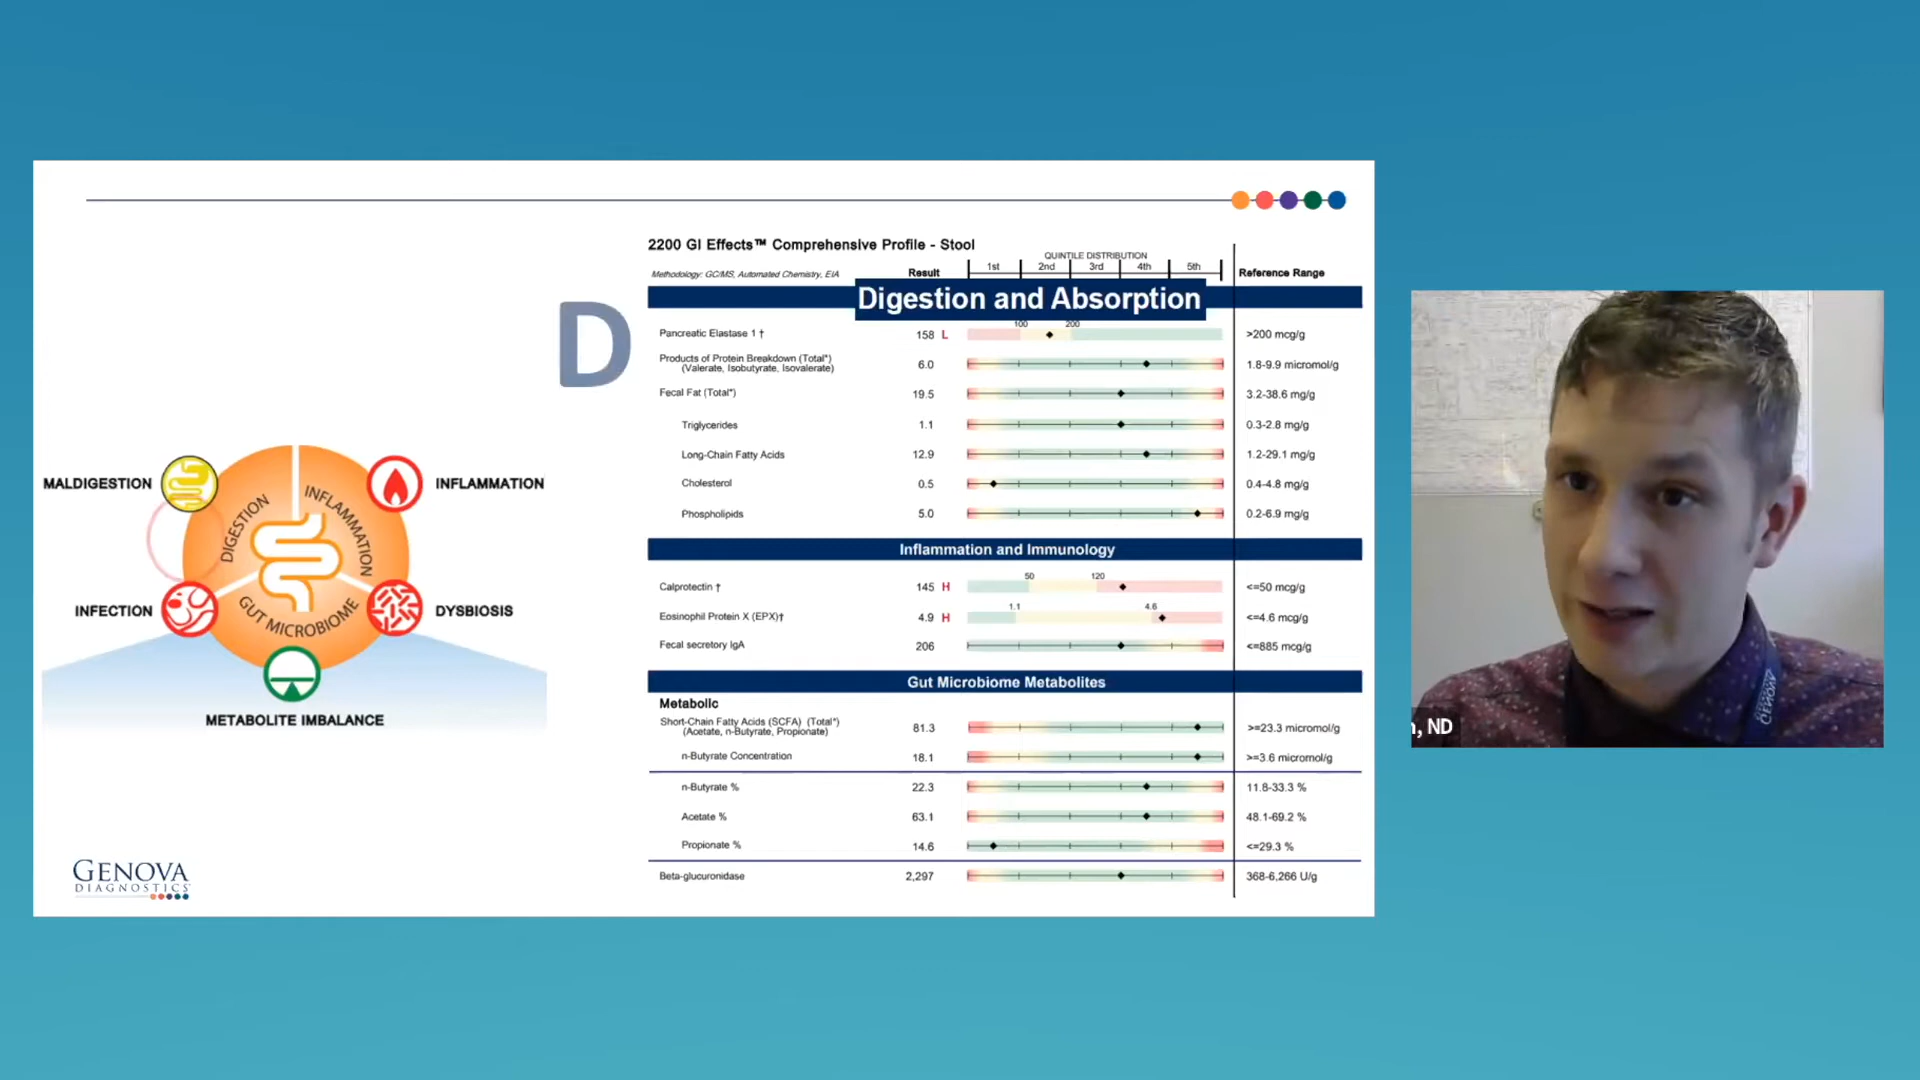 2200 GI Effects™ Comprehensive Profile - Stool
QUINTILE DISTRIBUTION
Methodology: GC/MS, Automated Chemistry, EIA Result 1st 2nd 3rd 4th 5th Reference Range
D
Digestion and Absorption
100 200
Pancreatic Elastase 1 † 158 L >200 mcg/g
Products of Protein Breakdown (Total*)
(Valerate, Isobutyrate, Isovalerate) 6.0 1.8-9.9 micromol/g
Fecal Fat (Total*) 19.5 3.2-38.6 mg/g
Triglycerides 1.1 0.3-2.8 mg/g
Long-Chain Fatty Acids 12.9 1.2-29.1 mg/g
Cholesterol 0.5 0.4-4.8 mg/g
Phospholipids 5.0 0.2-6.9 mg/g
Inflammation and Immunology
50 120
Calprotectin † 145 H <=50 mcg/g
1.1 4.6
Eosinophil Protein X (EPX)† 4.9 H <=4.6 mcg/g
Fecal secretory IgA 206 <=885 mcg/g
Gut Microbiome Metabolites
Metabolic
Short-Chain Fatty Acids (SCFA) (Total*)
(Acetate, n-Butyrate, Propionate) 81.3 >=23.3 micromol/g
n-Butyrate Concentration 18.1 >=3.6 micromol/g
n-Butyrate % 22.3 11.8-33.3 %
Acetate % 63.1 48.1-69.2 %
Propionate % 14.6 <=29.3 %
Beta-glucuronidase 2,297 368-6,266 U/g
MALDIGESTION
INFLAMMATION
DIGESTION
INFLAMMATION
GUT MICROBIOME
INFECTION
DYSBIOSIS
METABOLITE IMBALANCE
GENOVA
DIAGNOSTICS
, ND
GENOVA